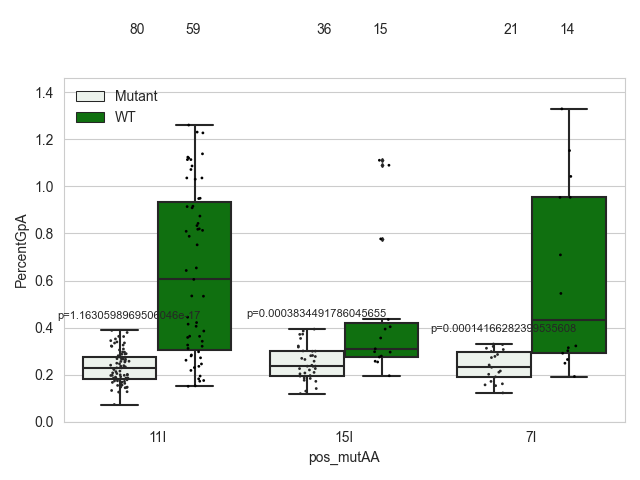 80 59 36 15 21 14
Mutant
WT
p=1.1630598969506046e-17
p=0.0003834491786045655
p=0.00014166282399535608
PercentGpA
1.4
1.2
1.0
0.8
0.6
0.4
0.2
0.0
11I 15I 7I
pos_mutAA